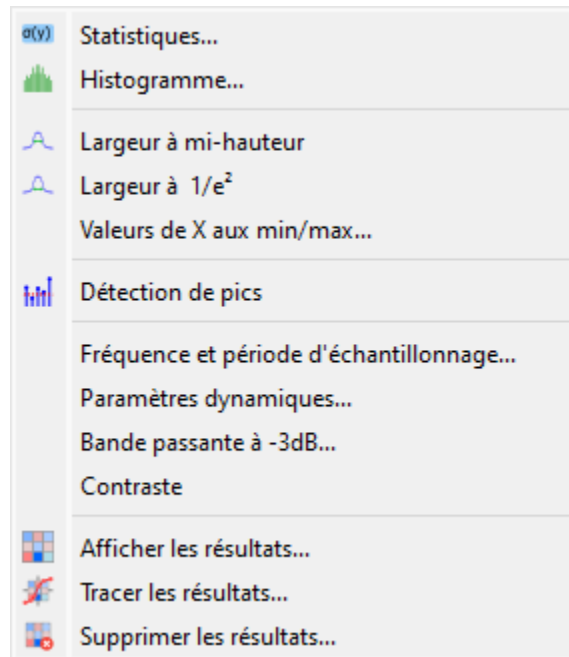 σ(y) Statistiques...
Histogramme...
Largeur à mi-hauteur
Largeur à 1/e²
Valeurs de X aux min/max...
Détection de pics
Fréquence et période d'échantillonnage...
Paramètres dynamiques...
Bande passante à -3dB...
Contraste
Afficher les résultats...
Tracer les résultats...
Supprimer les résultats...